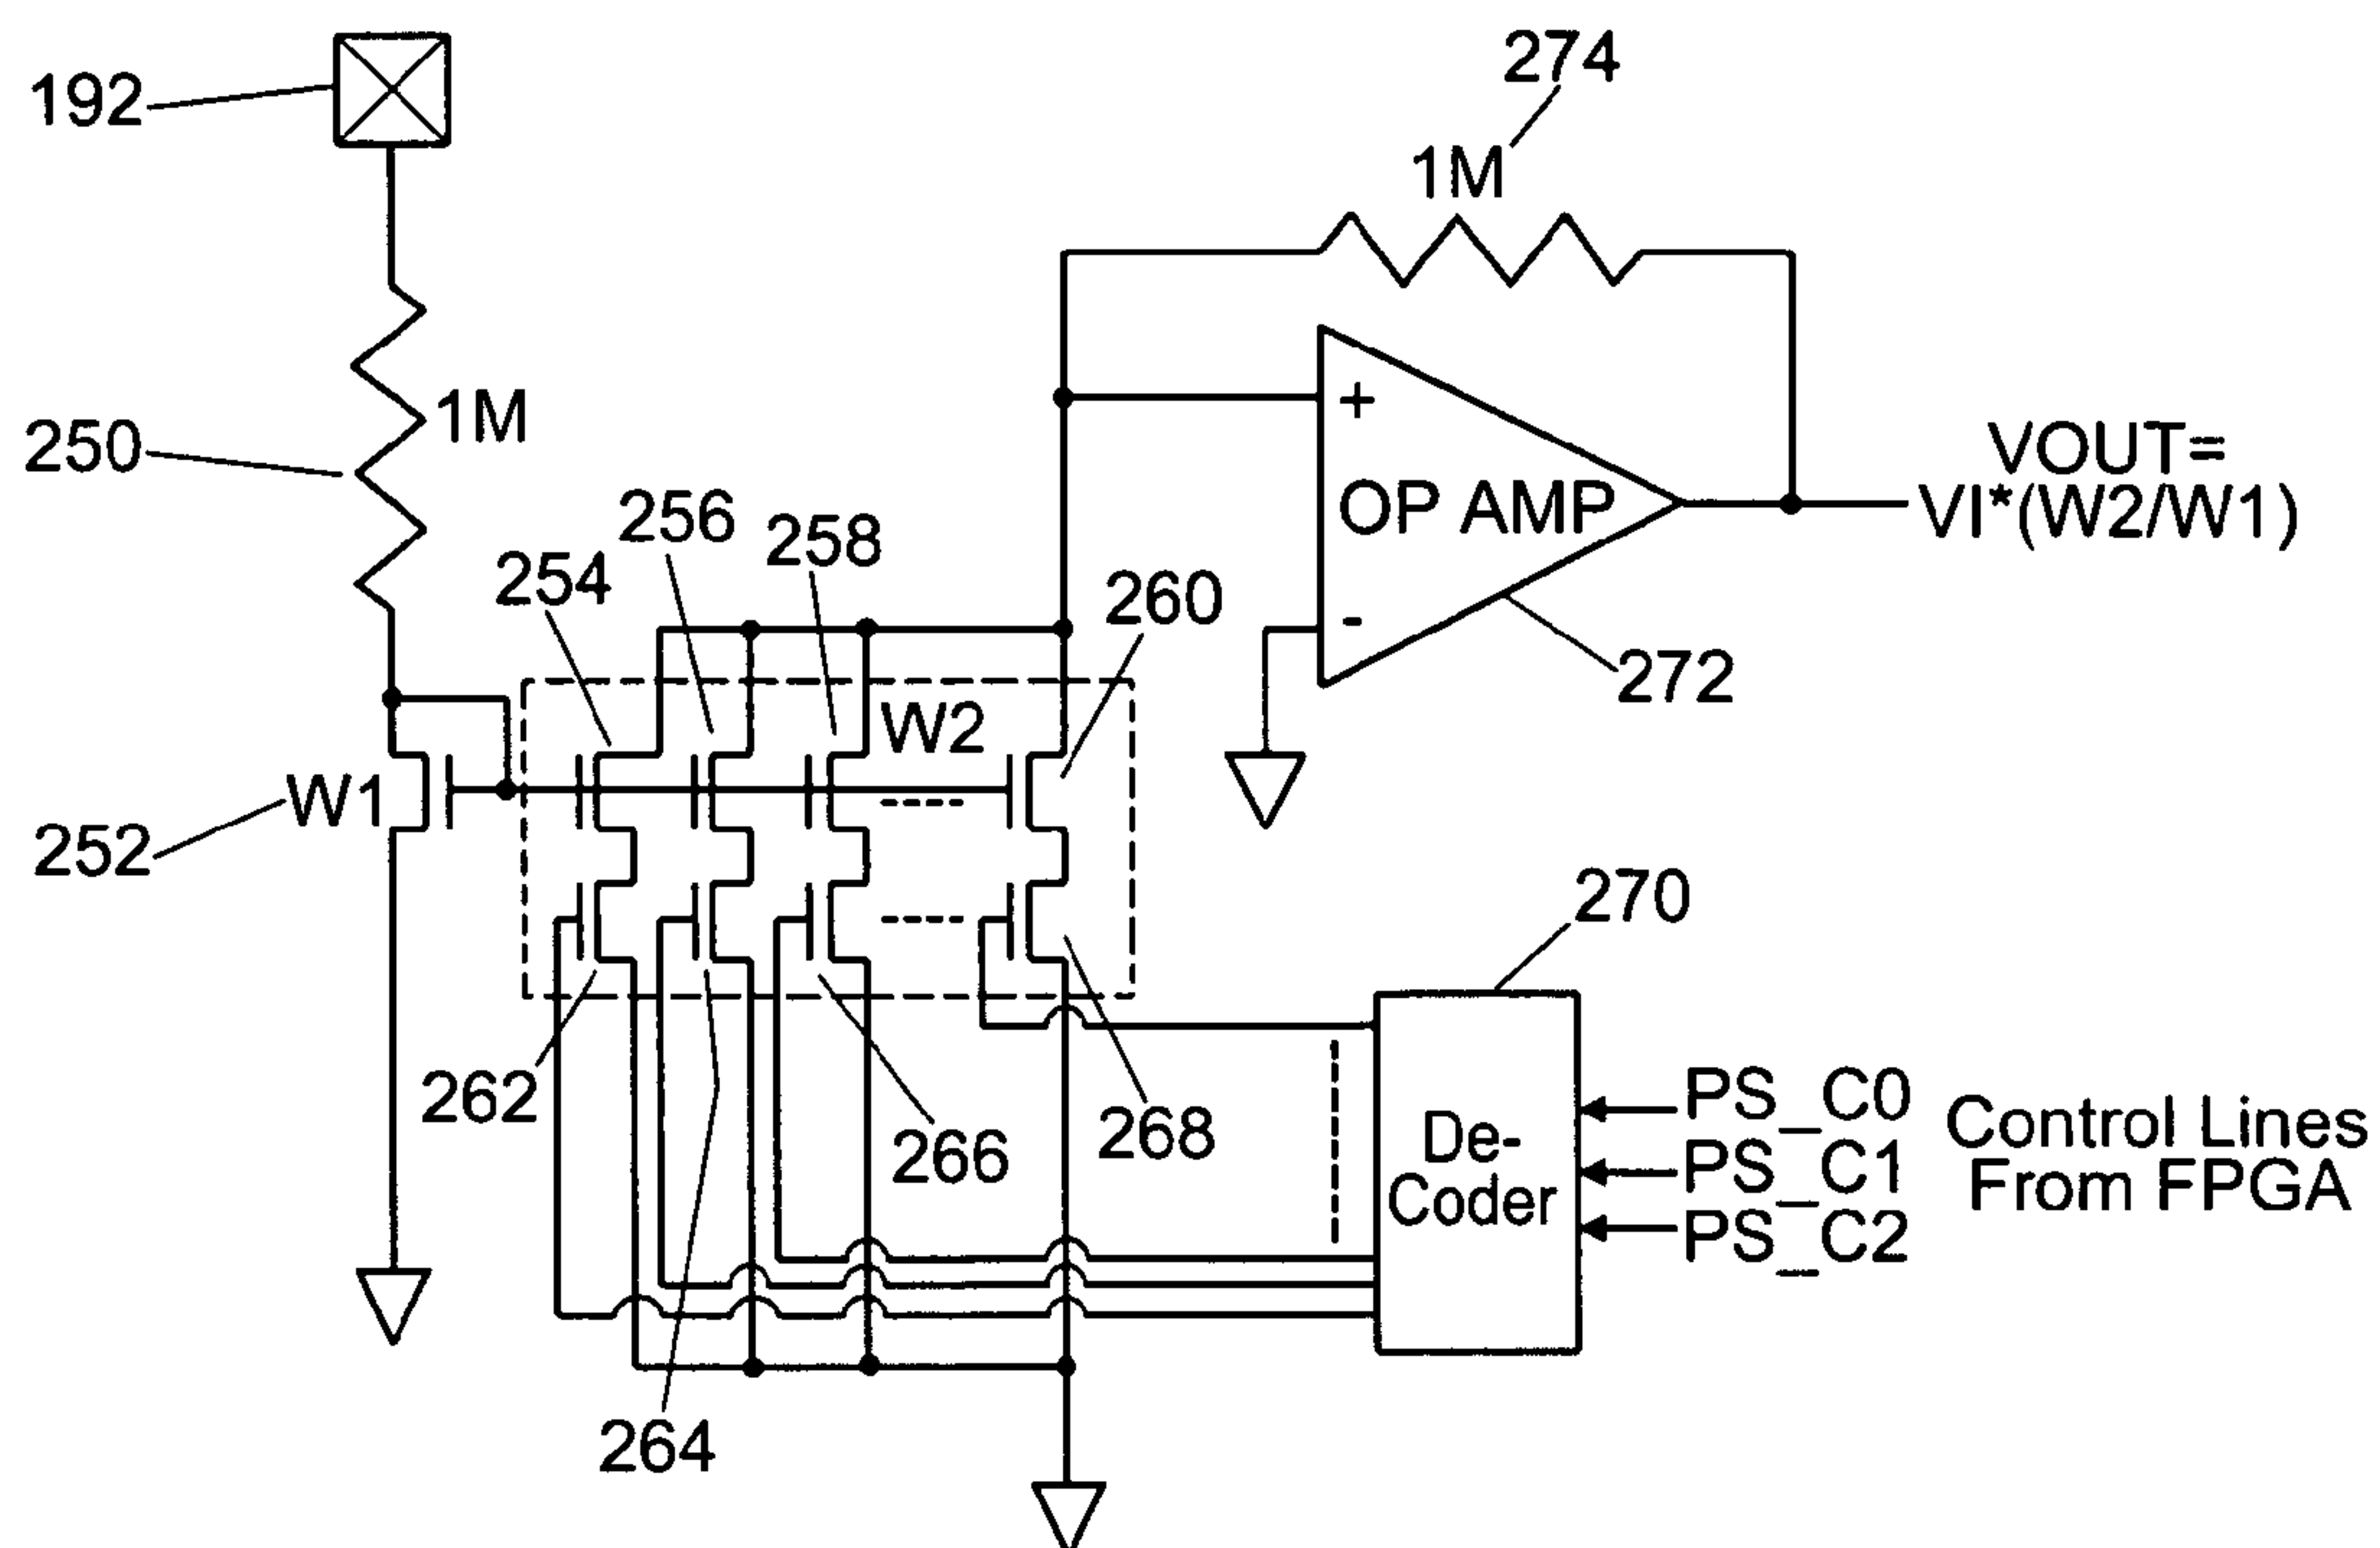 192
274
1M
250
1M
256
258
254
260
+
OP AMP
-
272
VOUT=
VI*(W2/W1)
W2
W1
252
270
262
266
268
264
De-
Coder
PS_C0
PS_C1
PS_C2
Control Lines
From FPGA